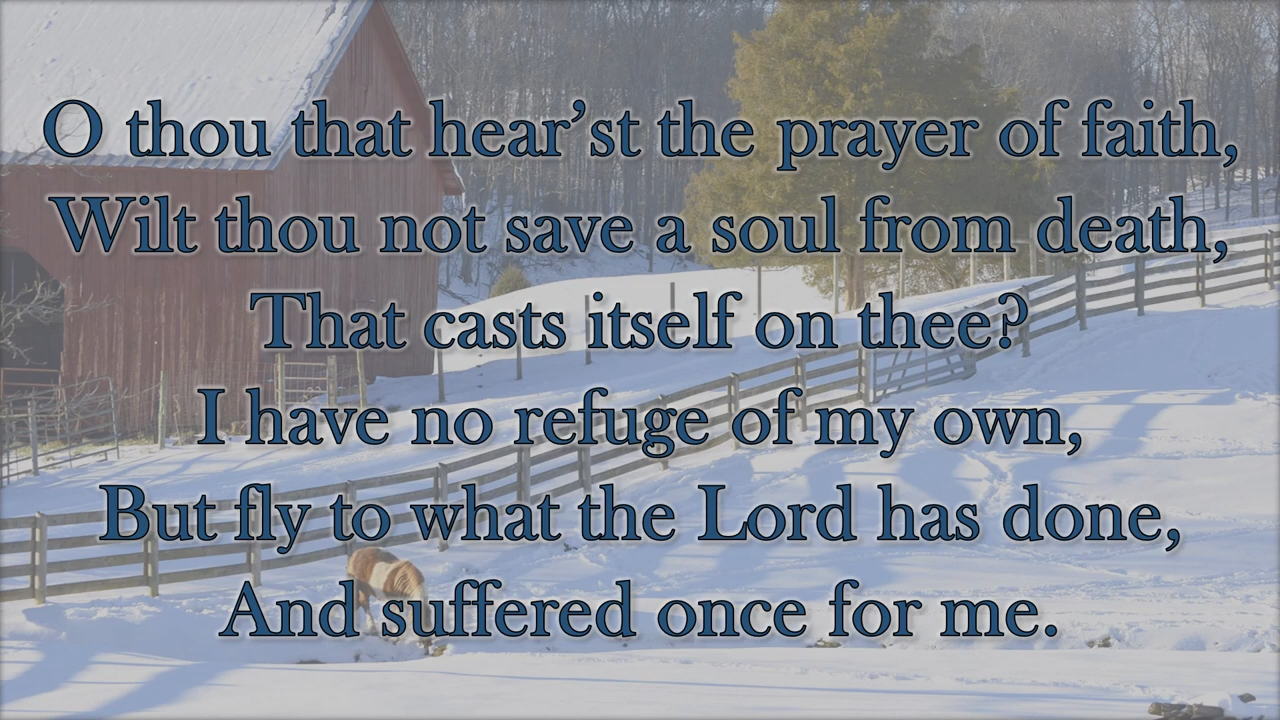 O thou that hear’st the prayer of faith,
Wilt thou not save a soul from death,
That casts itself on thee?
I have no refuge of my own,
But fly to what the Lord has done,
And suffered once for me.